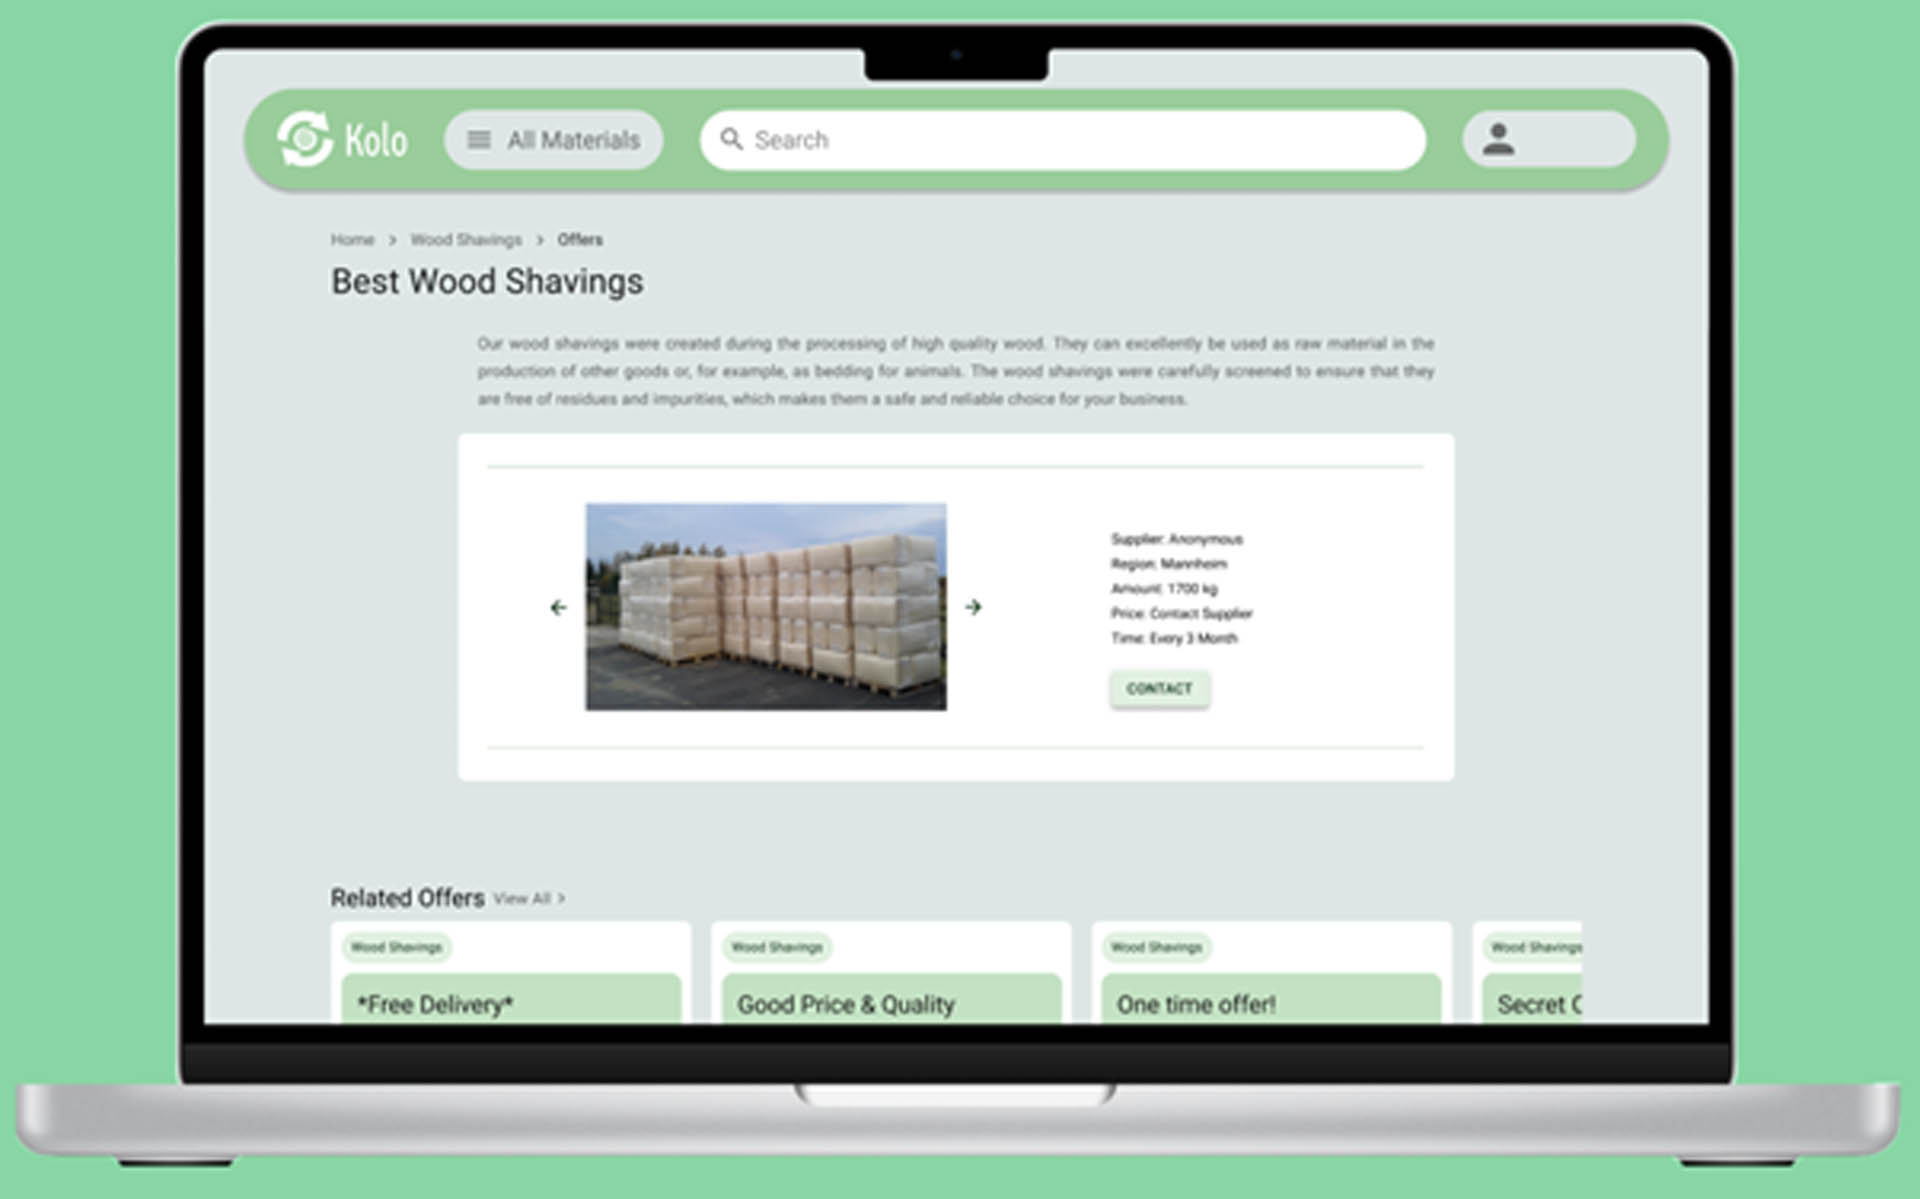 Kolo
All Materials
Search
Home > Wood Shavings > Offers
Best Wood Shavings
Our wood shavings were created during the processing of high quality wood. They can excellently be used as raw material in the
production of other goods or, for example, as bedding for animals. The wood shavings were carefully screened to ensure that they
are free of residues and impurities, which makes them a safe and reliable choice for your business.
Supplier: Anonymous
Region: Mannheim
Amount: 1700 kg
Price: Contact Supplier
Time: Every 3 Month
CONTACT
Related Offers View All >
Wood Shavings
*Free Delivery*
Wood Shavings
Good Price & Quality
Wood Shavings
One time offer!
Wood Shavings
Secret